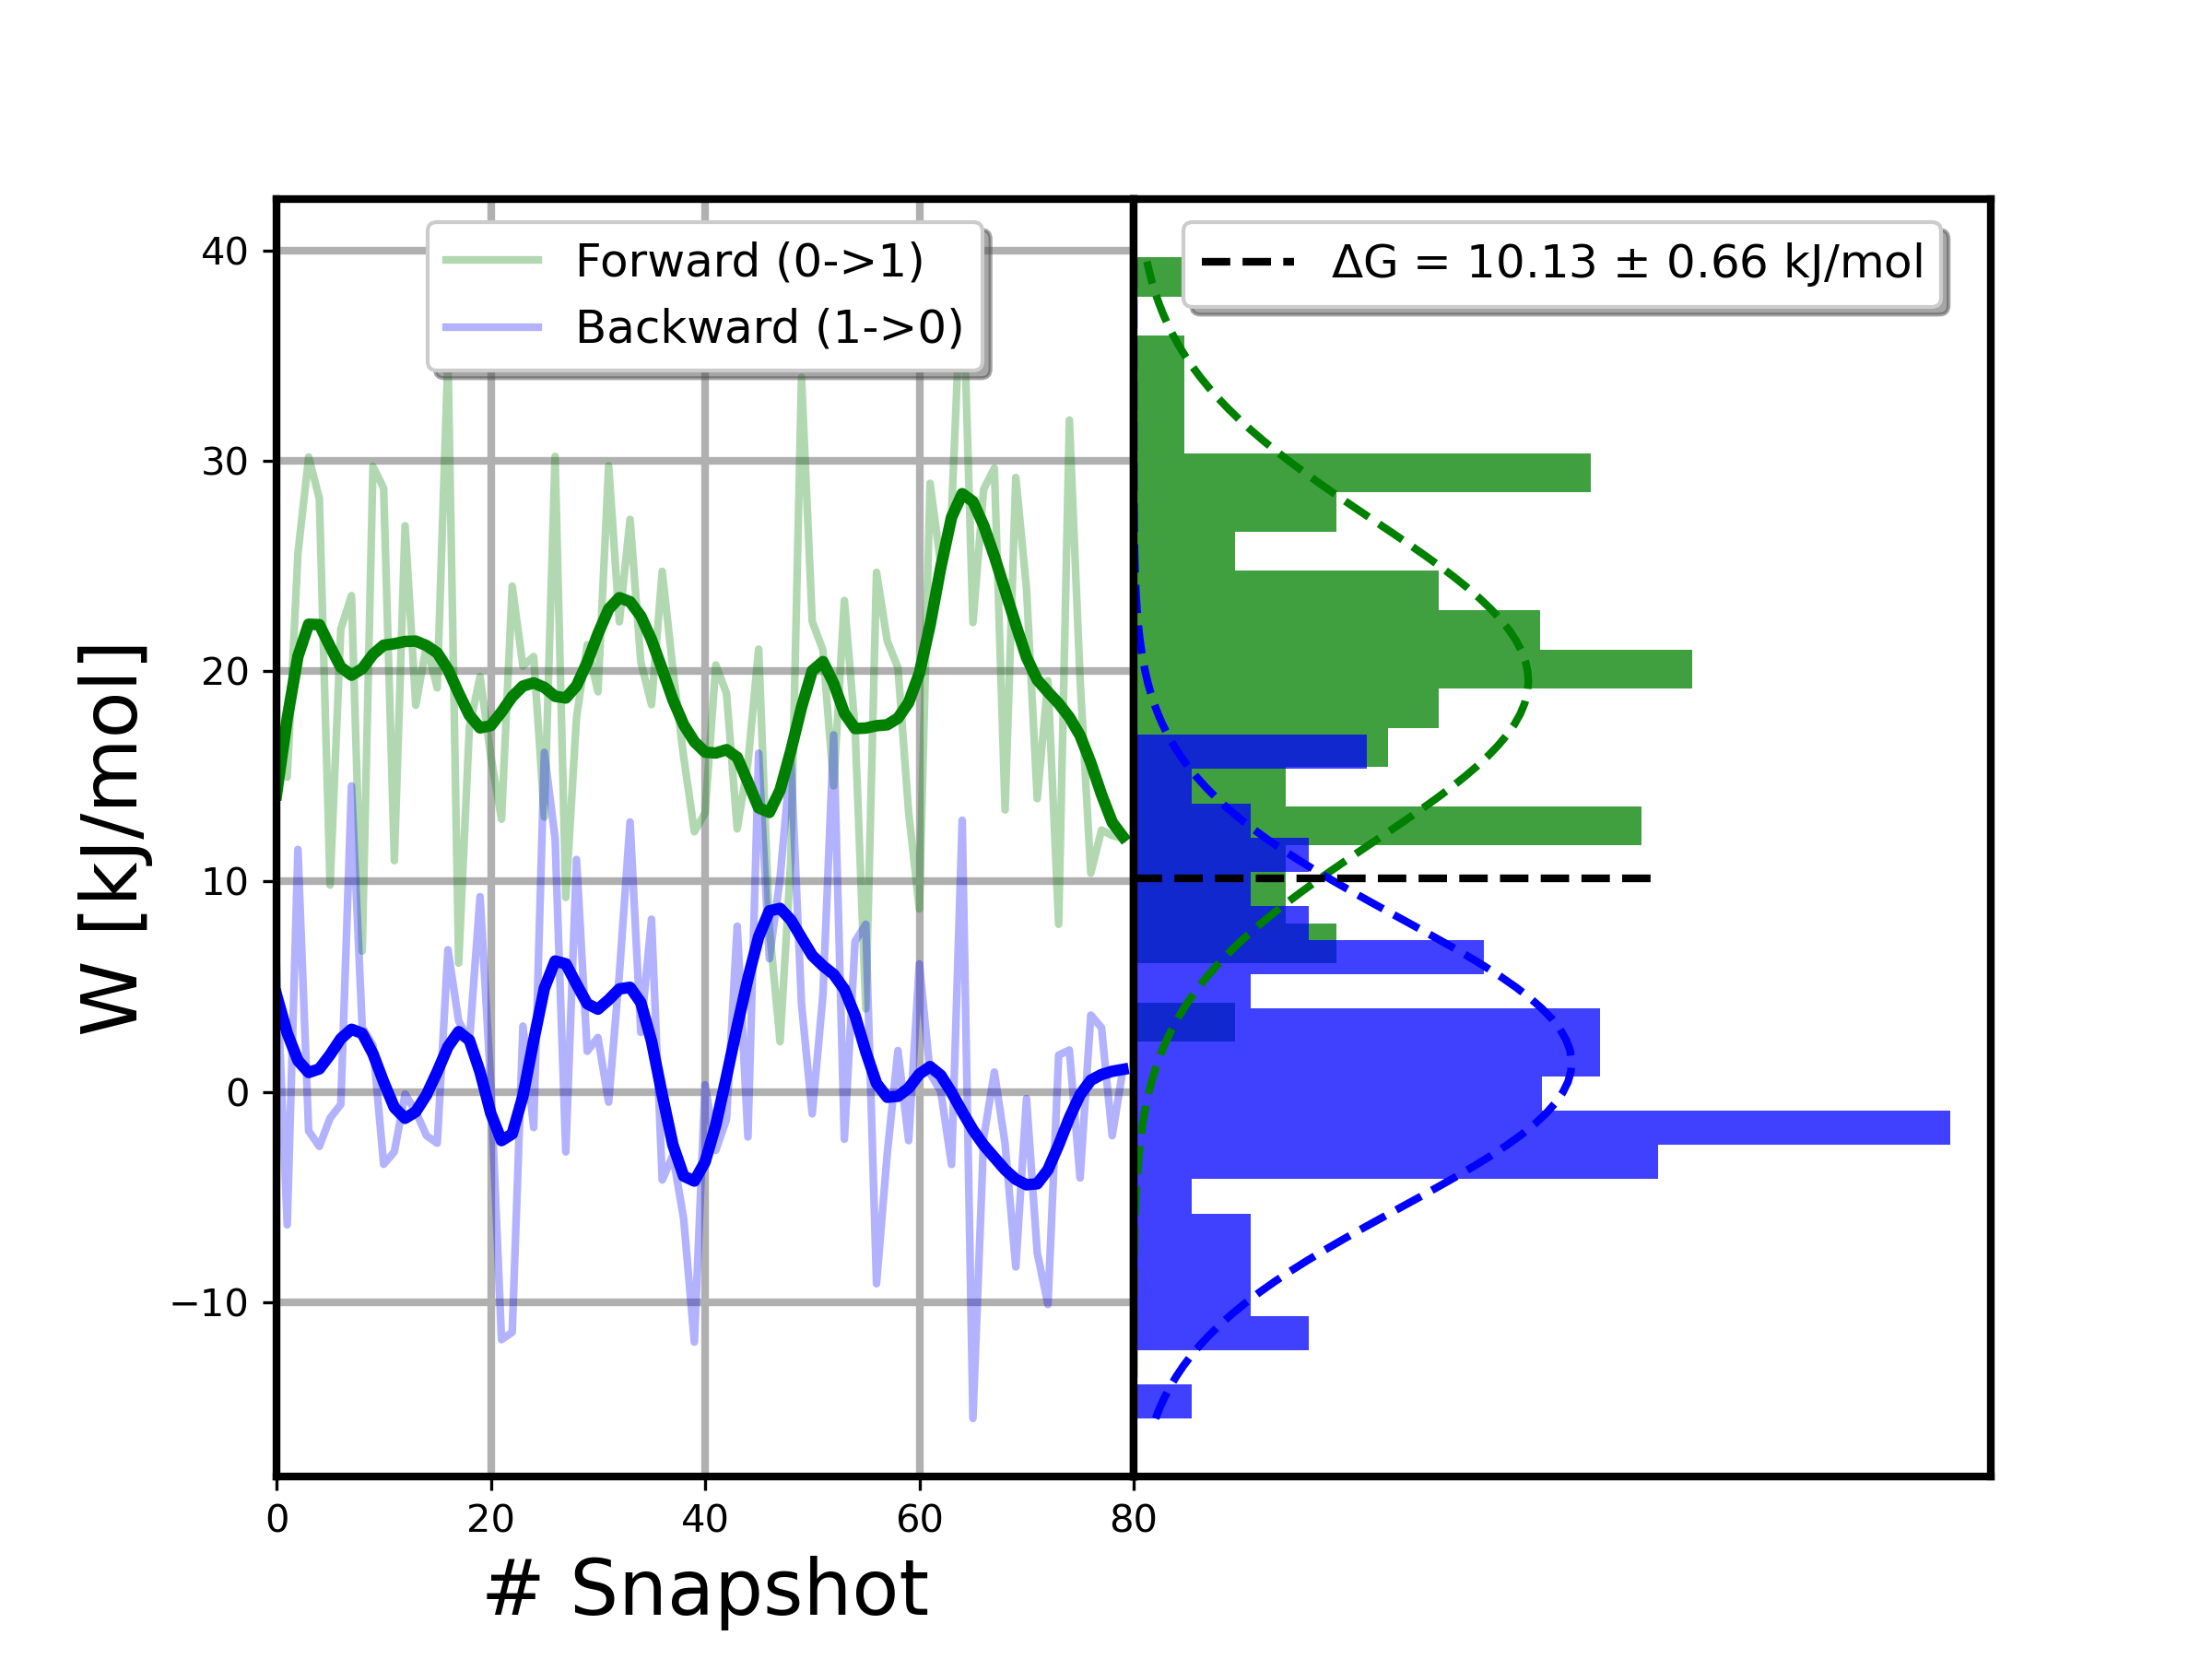 Forward (0->1)
Backward (1->0)
ΔG = 10.13 ± 0.66 kJ/mol
W [kJ/mol]
40
30
20
10
0
−10
0 20 40 60 80
# Snapshot